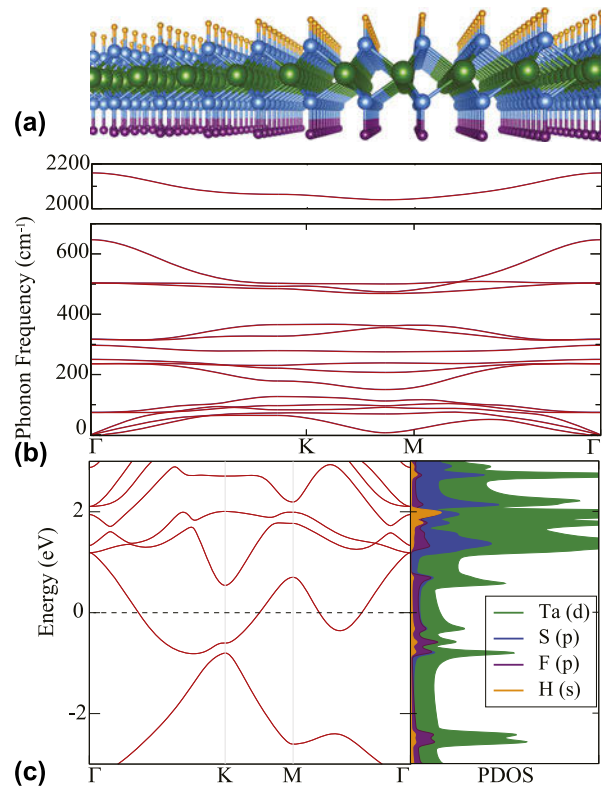 (a)
2200
2000
600
400
200
0
Phonon Frequency (cm⁻¹)
Γ K M Γ
(b)
2
0
-2
Energy (eV)
Ta (d)
S (p)
F (p)
H (s)
Γ K M Γ PDOS
(c)